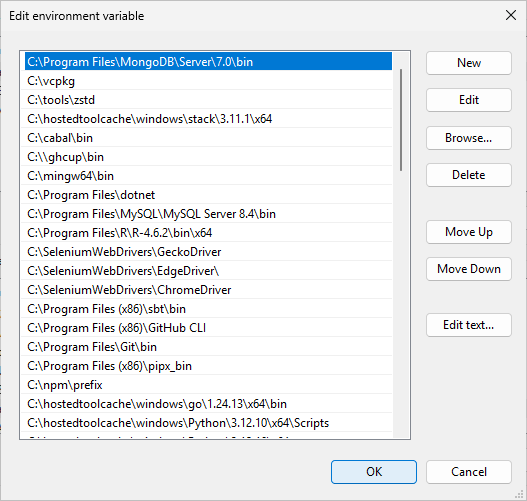 Edit environment variable
C:\Program Files\MongoDB\Server\7.0\bin
C:\vcpkg
C:\tools\zstd
C:\hostedtoolcache\windows\stack\3.11.1\x64
C:\cabal\bin
C:\\ghcup\bin
C:\mingw64\bin
C:\Program Files\dotnet
C:\Program Files\MySQL\MySQL Server 8.4\bin
C:\Program Files\R\R-4.6.2\bin\x64
C:\SeleniumWebDrivers\GeckoDriver
C:\SeleniumWebDrivers\EdgeDriver\
C:\SeleniumWebDrivers\ChromeDriver
C:\Program Files (x86)\sbt\bin
C:\Program Files (x86)\GitHub CLI
C:\Program Files\Git\bin
C:\Program Files (x86)\pipx_bin
C:\npm\prefix
C:\hostedtoolcache\windows\go\1.24.13\x64\bin
C:\hostedtoolcache\windows\Python\3.12.10\x64\Scripts
New
Edit
Browse...
Delete
Move Up
Move Down
Edit text...
OK
Cancel